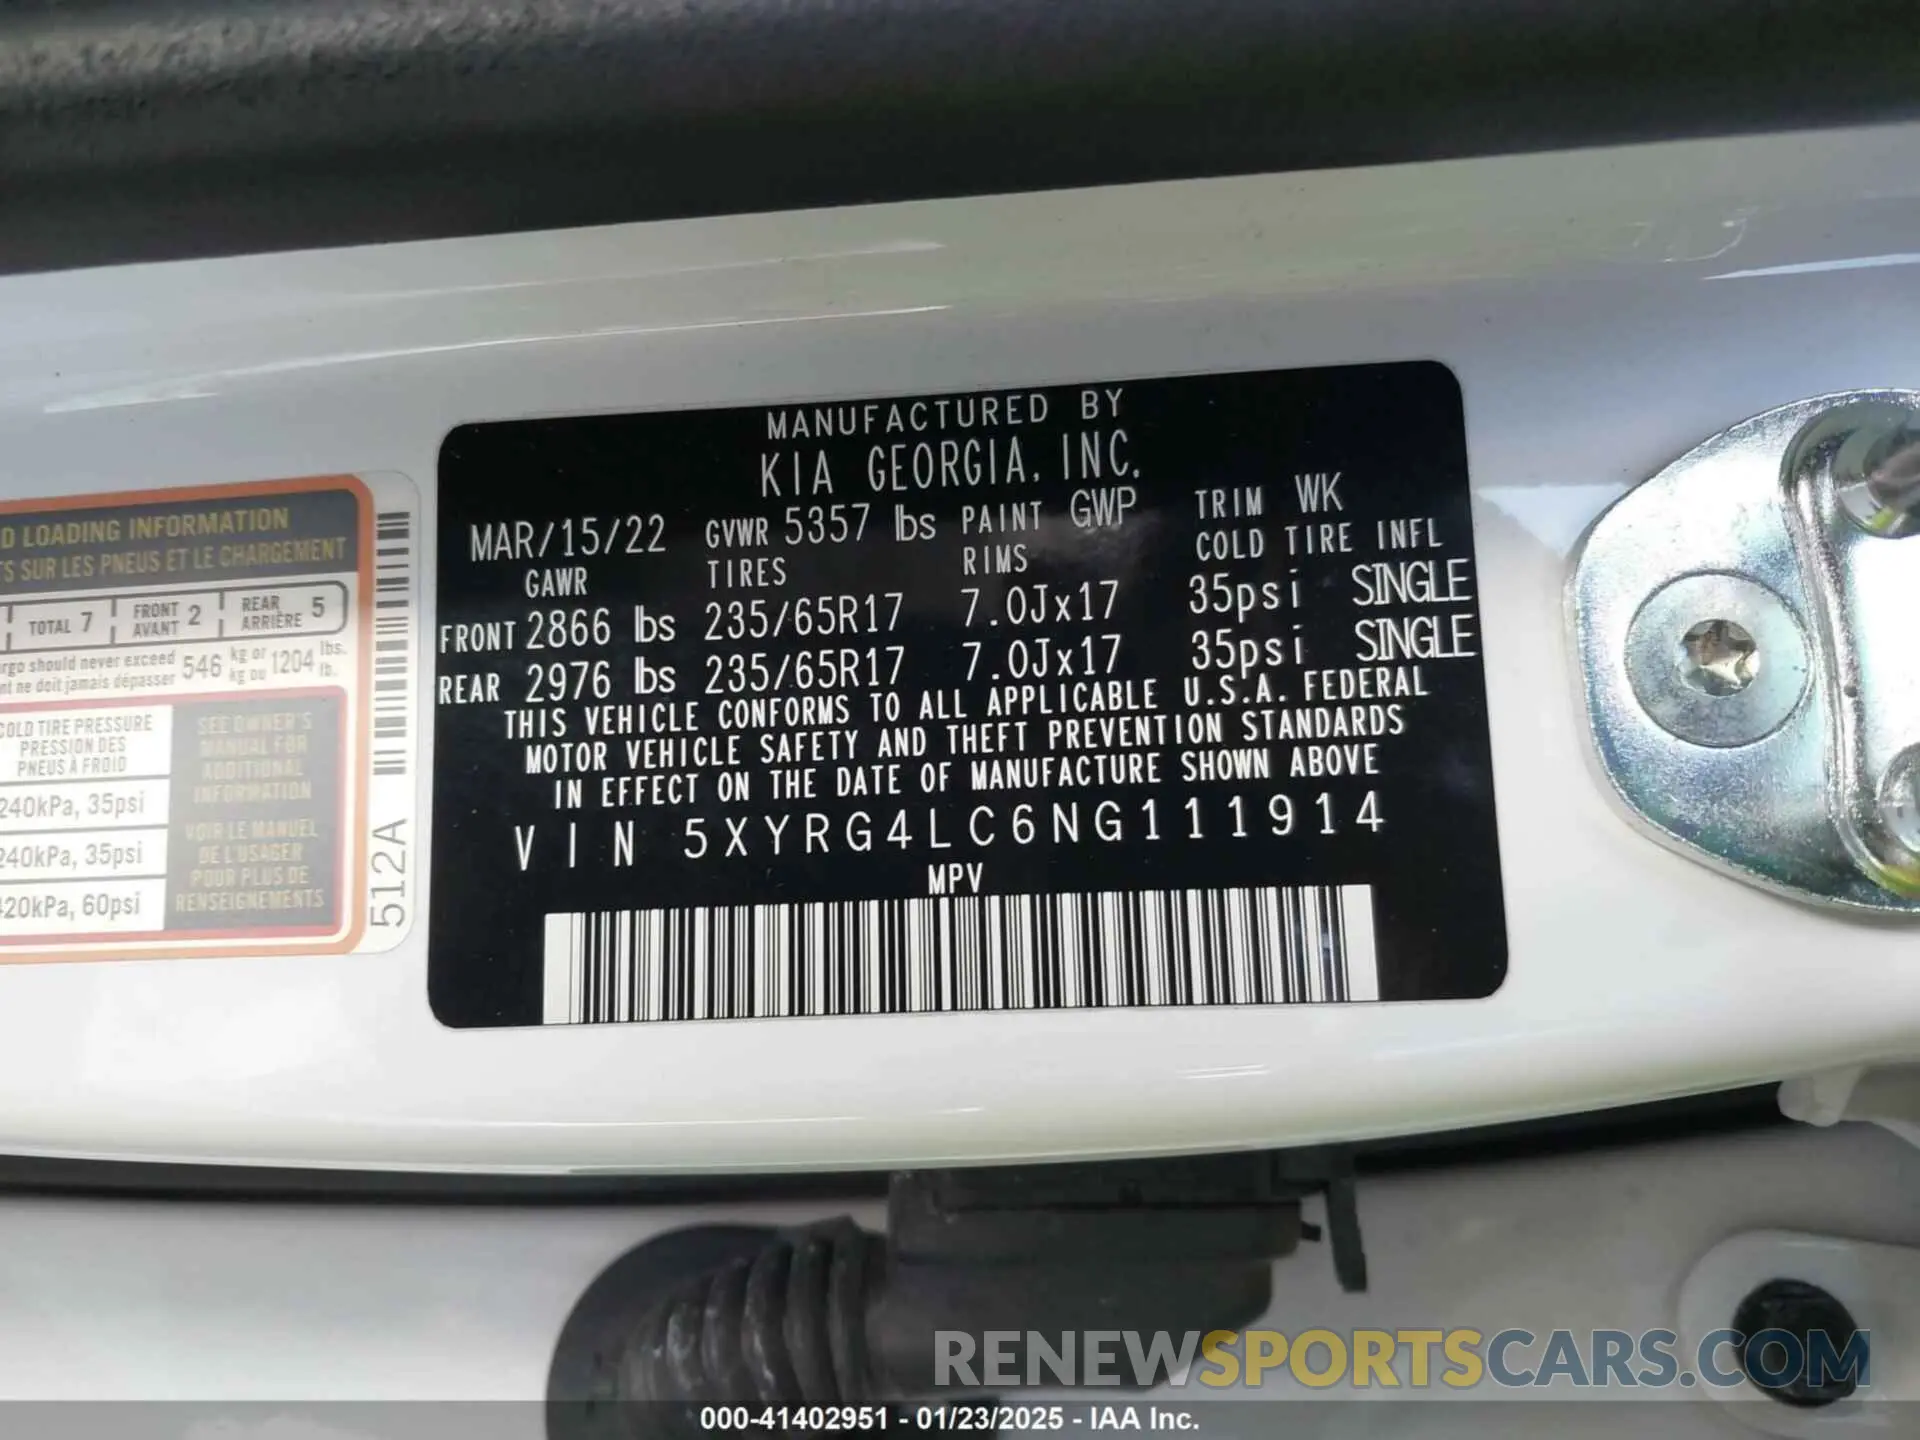 D LOADING INFORMATION
S SUR LES PNEUS ET LE CHARGEMENT
TOTAL 7 FRONT AVANT 2 REAR ARRIÈRE 5
rgo should never exceed
nt ne doit jamais dépasser 546 kg or kg ou 1204 lbs. lb.
COLD TIRE PRESSURE
PRESSION DES
PNEUS À FROID
240kPa, 35psi
240kPa, 35psi
420kPa, 60psi
SEE OWNER'S
MANUAL FOR
ADDITIONAL
INFORMATION
VOIR LE MANUEL
DE L'USAGER
POUR PLUS DE
RENSEIGNEMENTS
512A
MANUFACTURED BY
KIA GEORGIA, INC.
MAR/15/22 GVWR 5357 lbs PAINT GWP TRIM WK
GAWR TIRES RIMS COLD TIRE INFL
FRONT 2866 lbs 235/65R17 7.0Jx17 35psi SINGLE
REAR 2976 lbs 235/65R17 7.0Jx17 35psi SINGLE
THIS VEHICLE CONFORMS TO ALL APPLICABLE U.S.A. FEDERAL
MOTOR VEHICLE SAFETY AND THEFT PREVENTION STANDARDS
IN EFFECT ON THE DATE OF MANUFACTURE SHOWN ABOVE
VIN 5XYRG4LC6NG111914
MPV
RENEWSPORTSCARS.COM
000-41402951 - 01/23/2025 - IAA Inc.